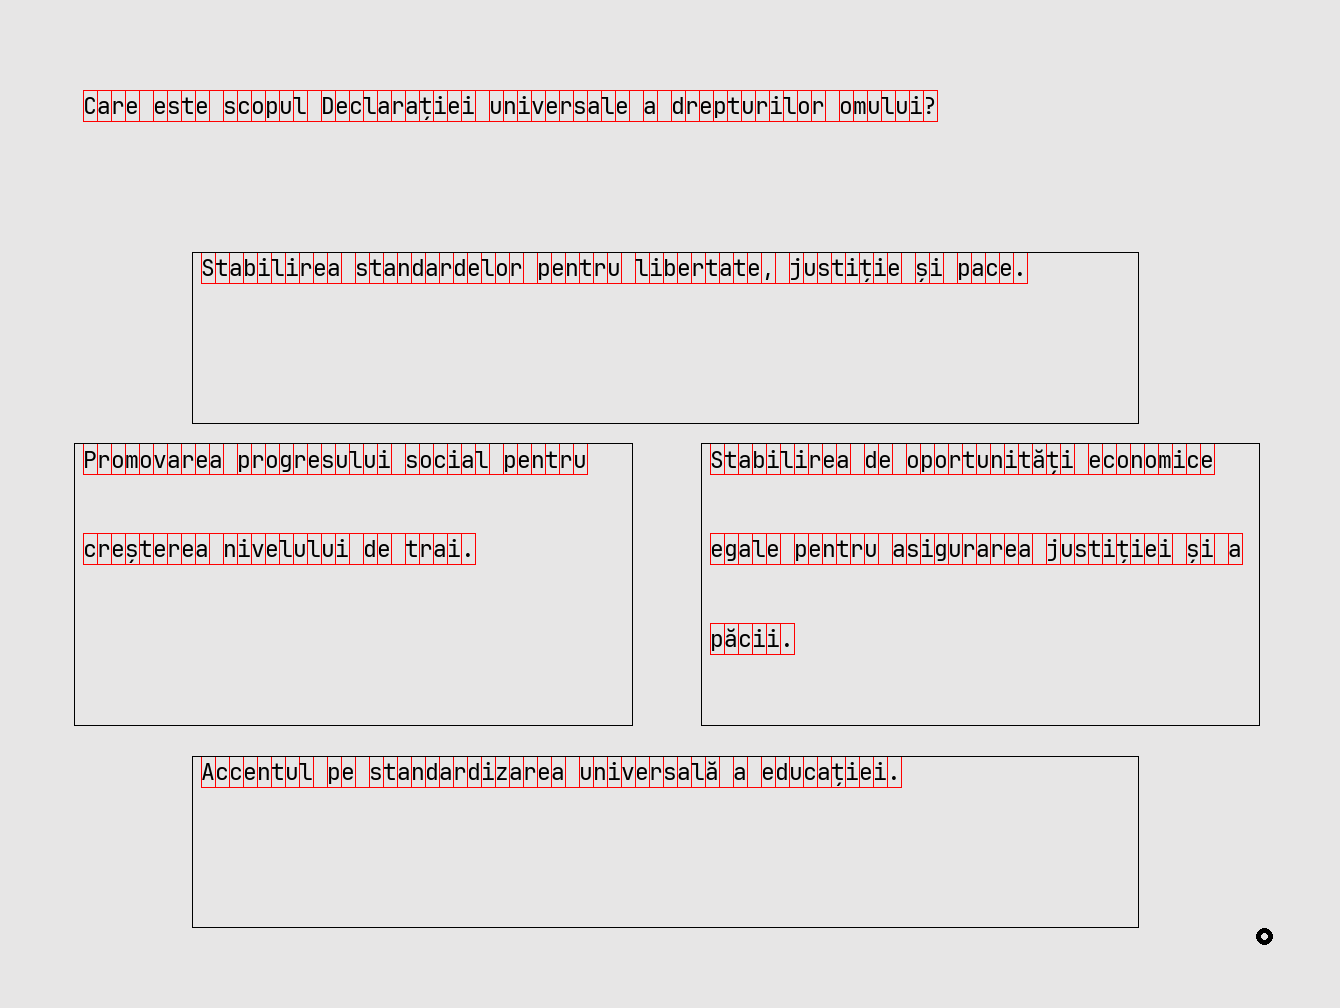 Care este scopul Declarației universale a drepturilor omului?
Stabilirea standardelor pentru libertate, justiție și pace.
Promovarea progresului social pentru
creșterea nivelului de trai.
Stabilirea de oportunități economice
egale pentru asigurarea justiției și a
păcii.
Accentul pe standardizarea universală a educației.